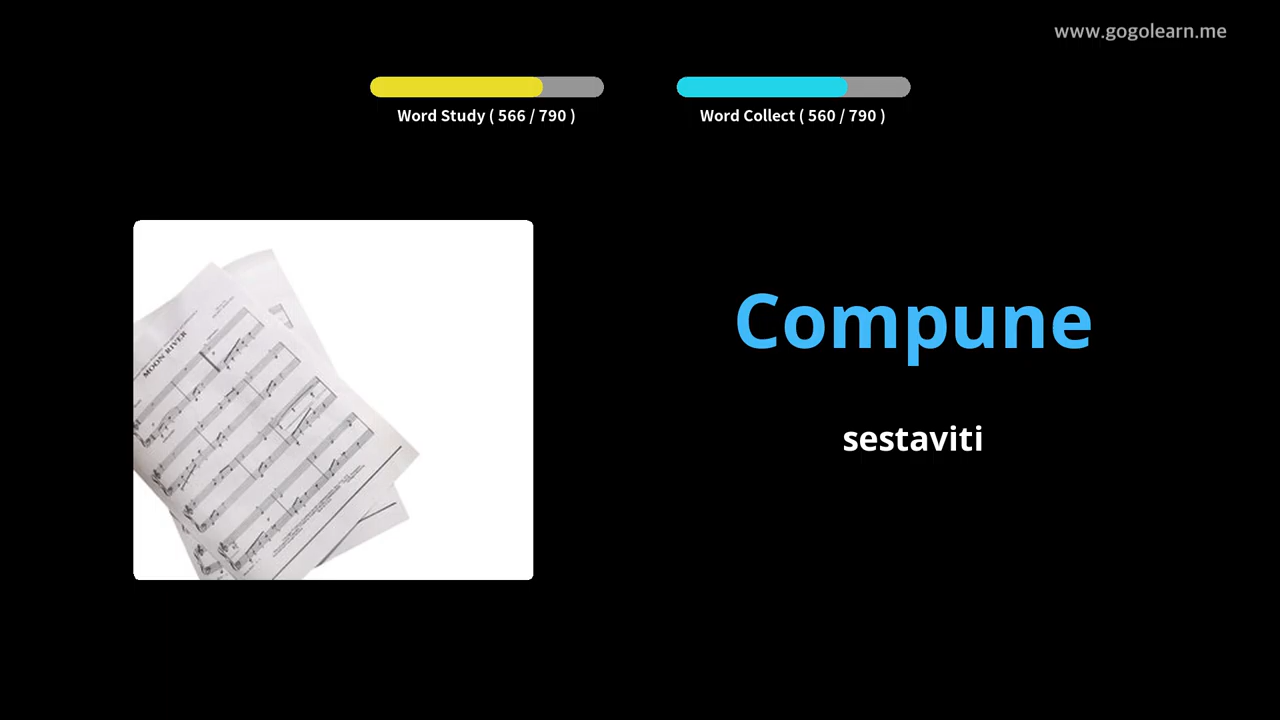 www.gogolearn.me
Word Study ( 566 / 790 )
Word Collect ( 560 / 790 )
MOON RIVER
Compune
sestaviti